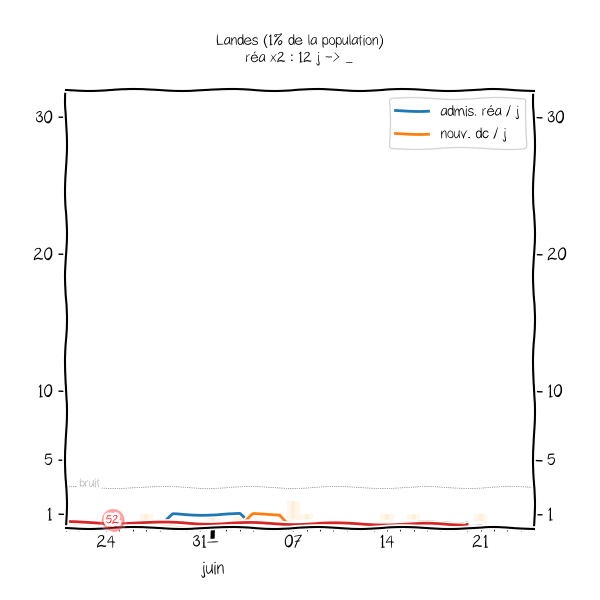 Landes (1% de la population)
réa x2 : 12 j -> _
admis. réa / j
nouv. dc / j
30
30
20
20
10
10
5
5
bruit
1
52
1
24
31
07
14
21
juin